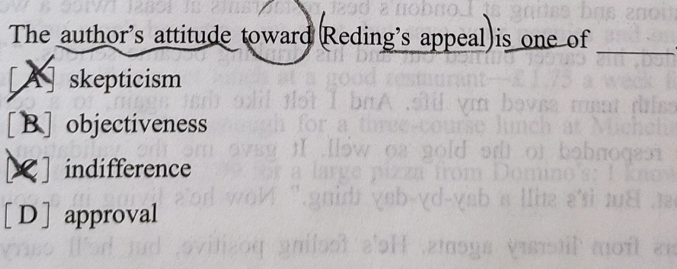 The author's attitude toward Reding's appeal is one of ______
[A] skepticism
[B] objectiveness
[C] indifference
[D] approval